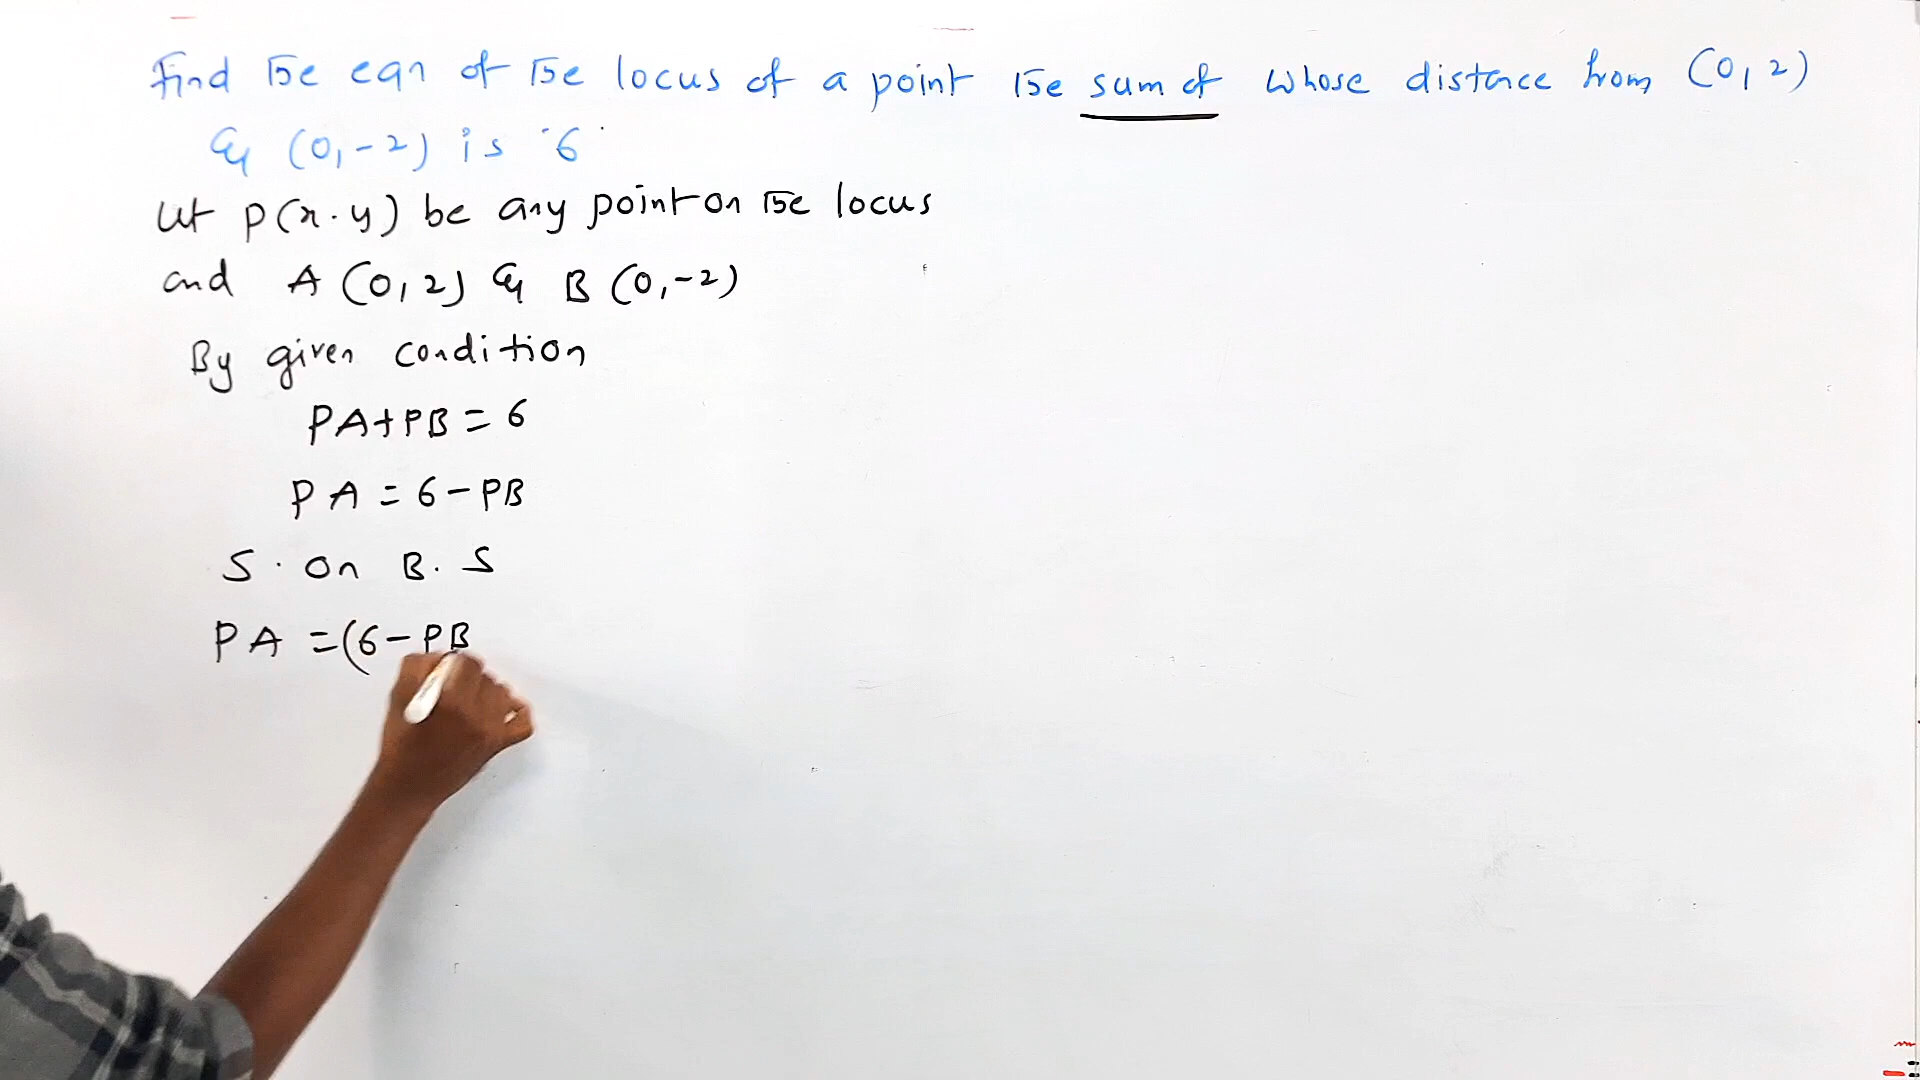 Find the eqn of the locus of a point the sum of whose distance from (0,2)
& (0,-2) is '6'
Let P(x.y) be any point on the locus
and A (0,2) & B (0,-2)
By given condition
PA+PB = 6
PA = 6-PB
S. on B. S
PA = (6-PB